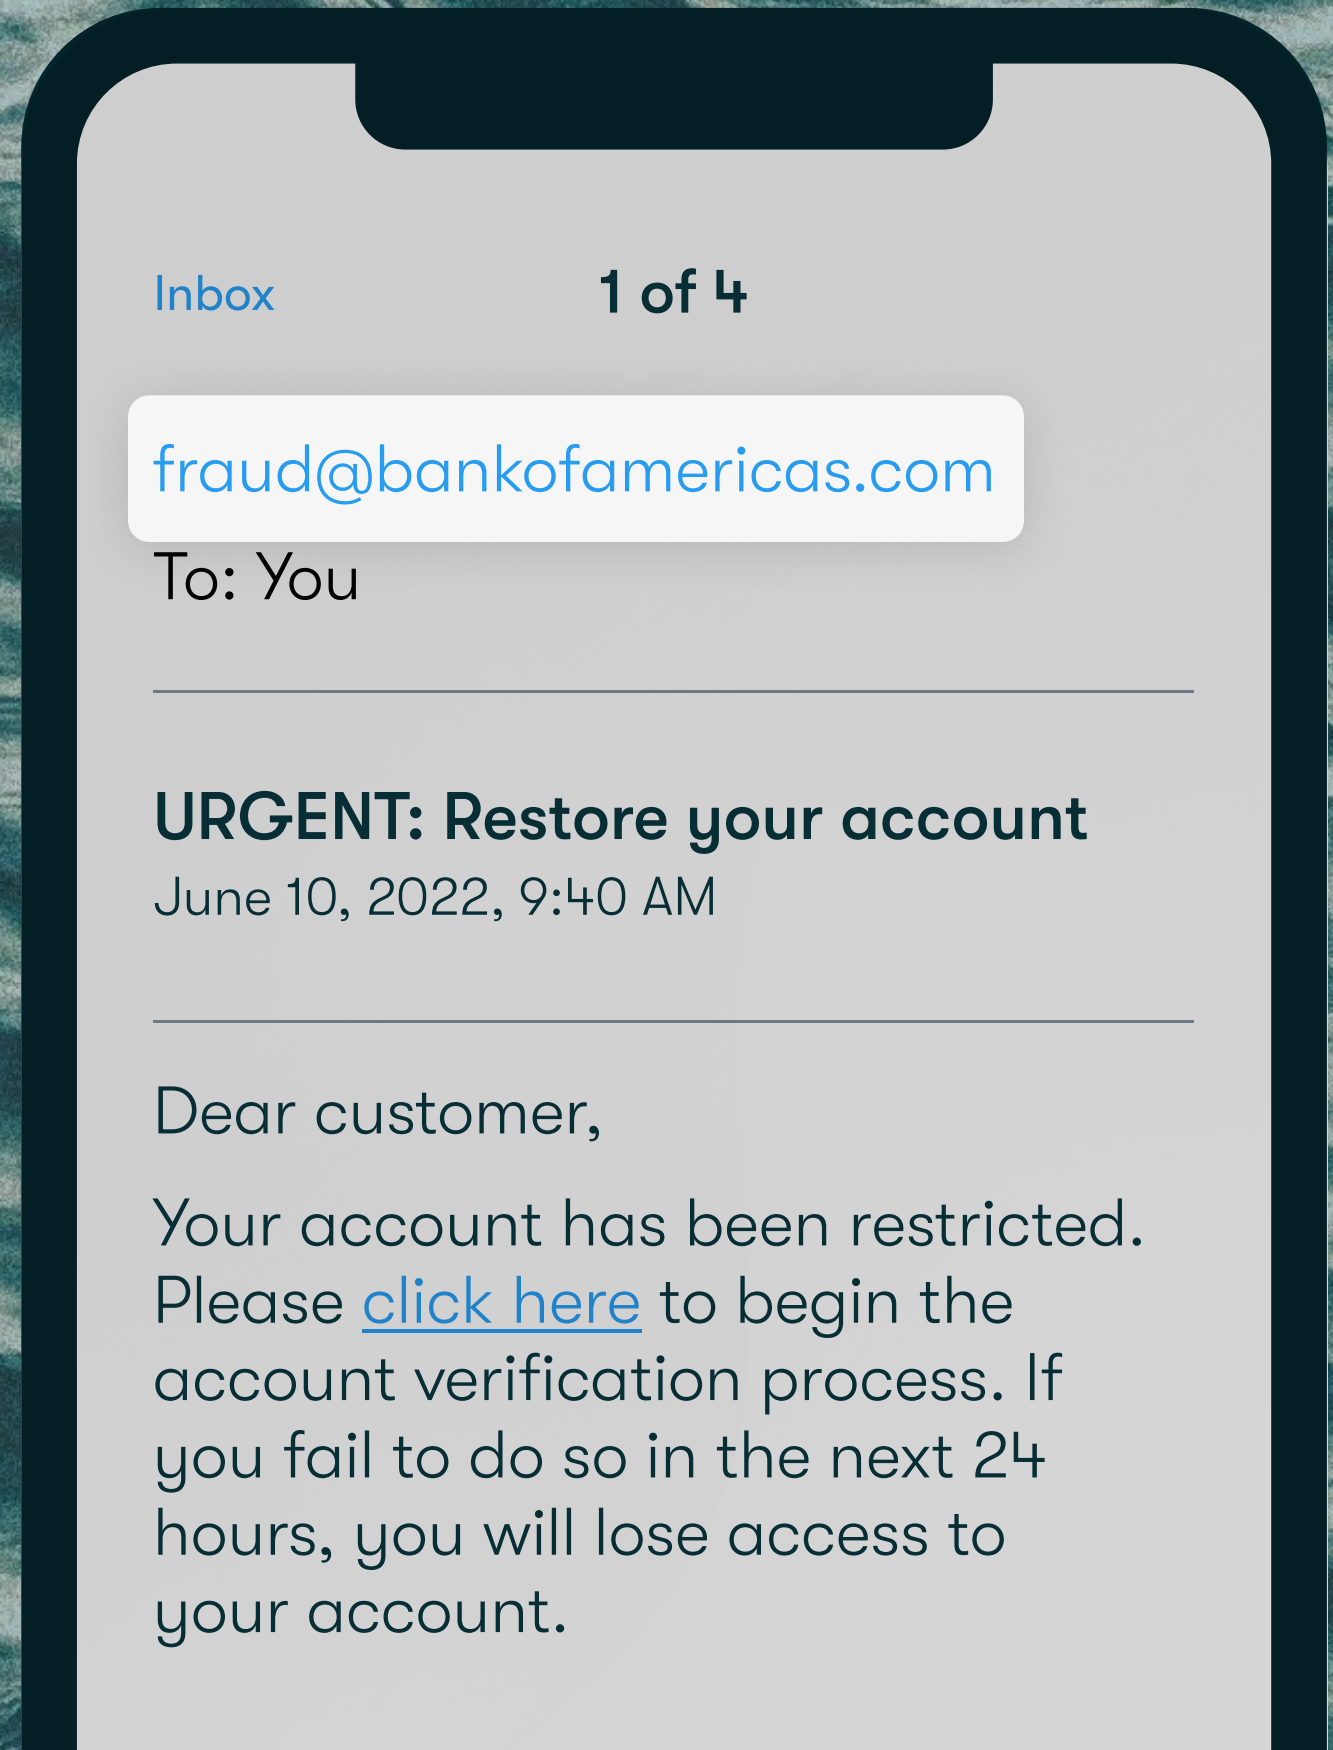 Inbox
1 of 4
fraud@bankofamericas.com
To: You
URGENT: Restore your account
June 10, 2022, 9:40 AM
Dear customer,
Your account has been restricted.
Please click here to begin the
account verification process. If
you fail to do so in the next 24
hours, you will lose access to
your account.